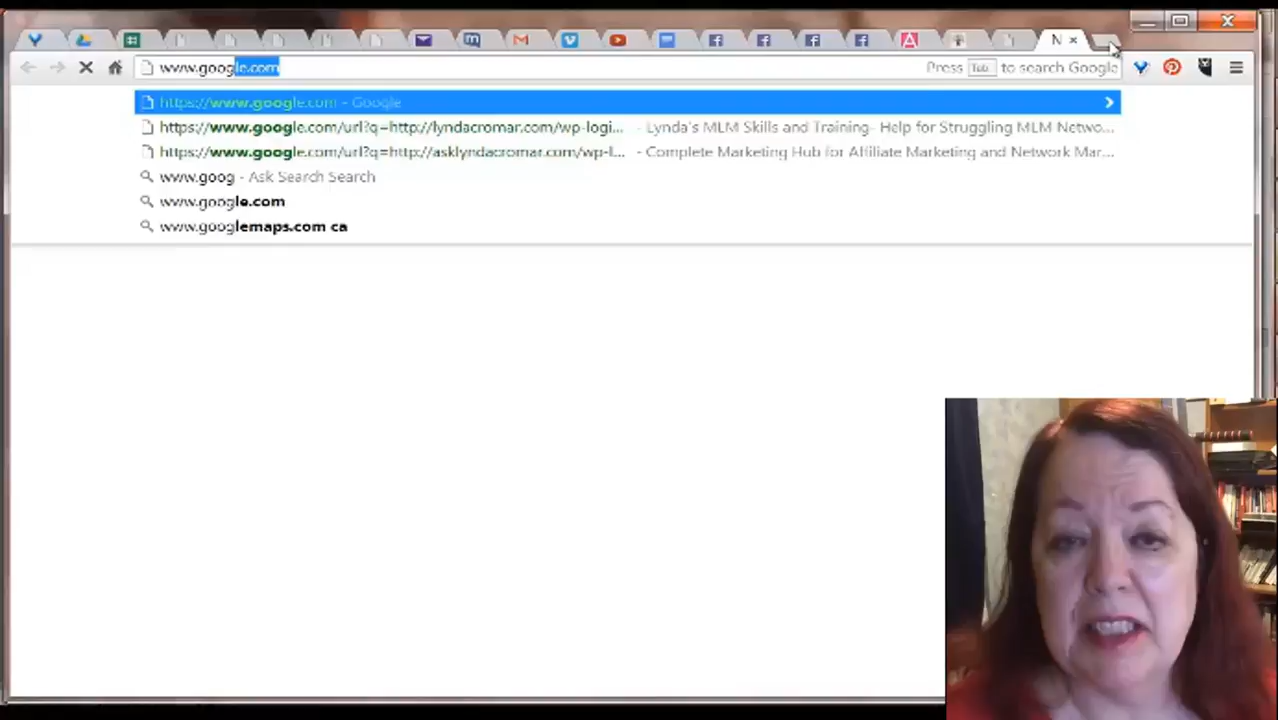 N
www.google.com
Press Tab to search Google
https://www.google.com - Google
https://www.google.com/url?q=http://lyndacromar.com/wp-logi... - Lynda's MLM Skills and Training- Help for Struggling MLM Netwo...
https://www.google.com/url?q=http://asklyndacromar.com/wp-l... - Complete Marketing Hub for Affiliate Marketing and Network Mar...
www.goog - Ask Search Search
www.google.com
www.googlemaps.com ca